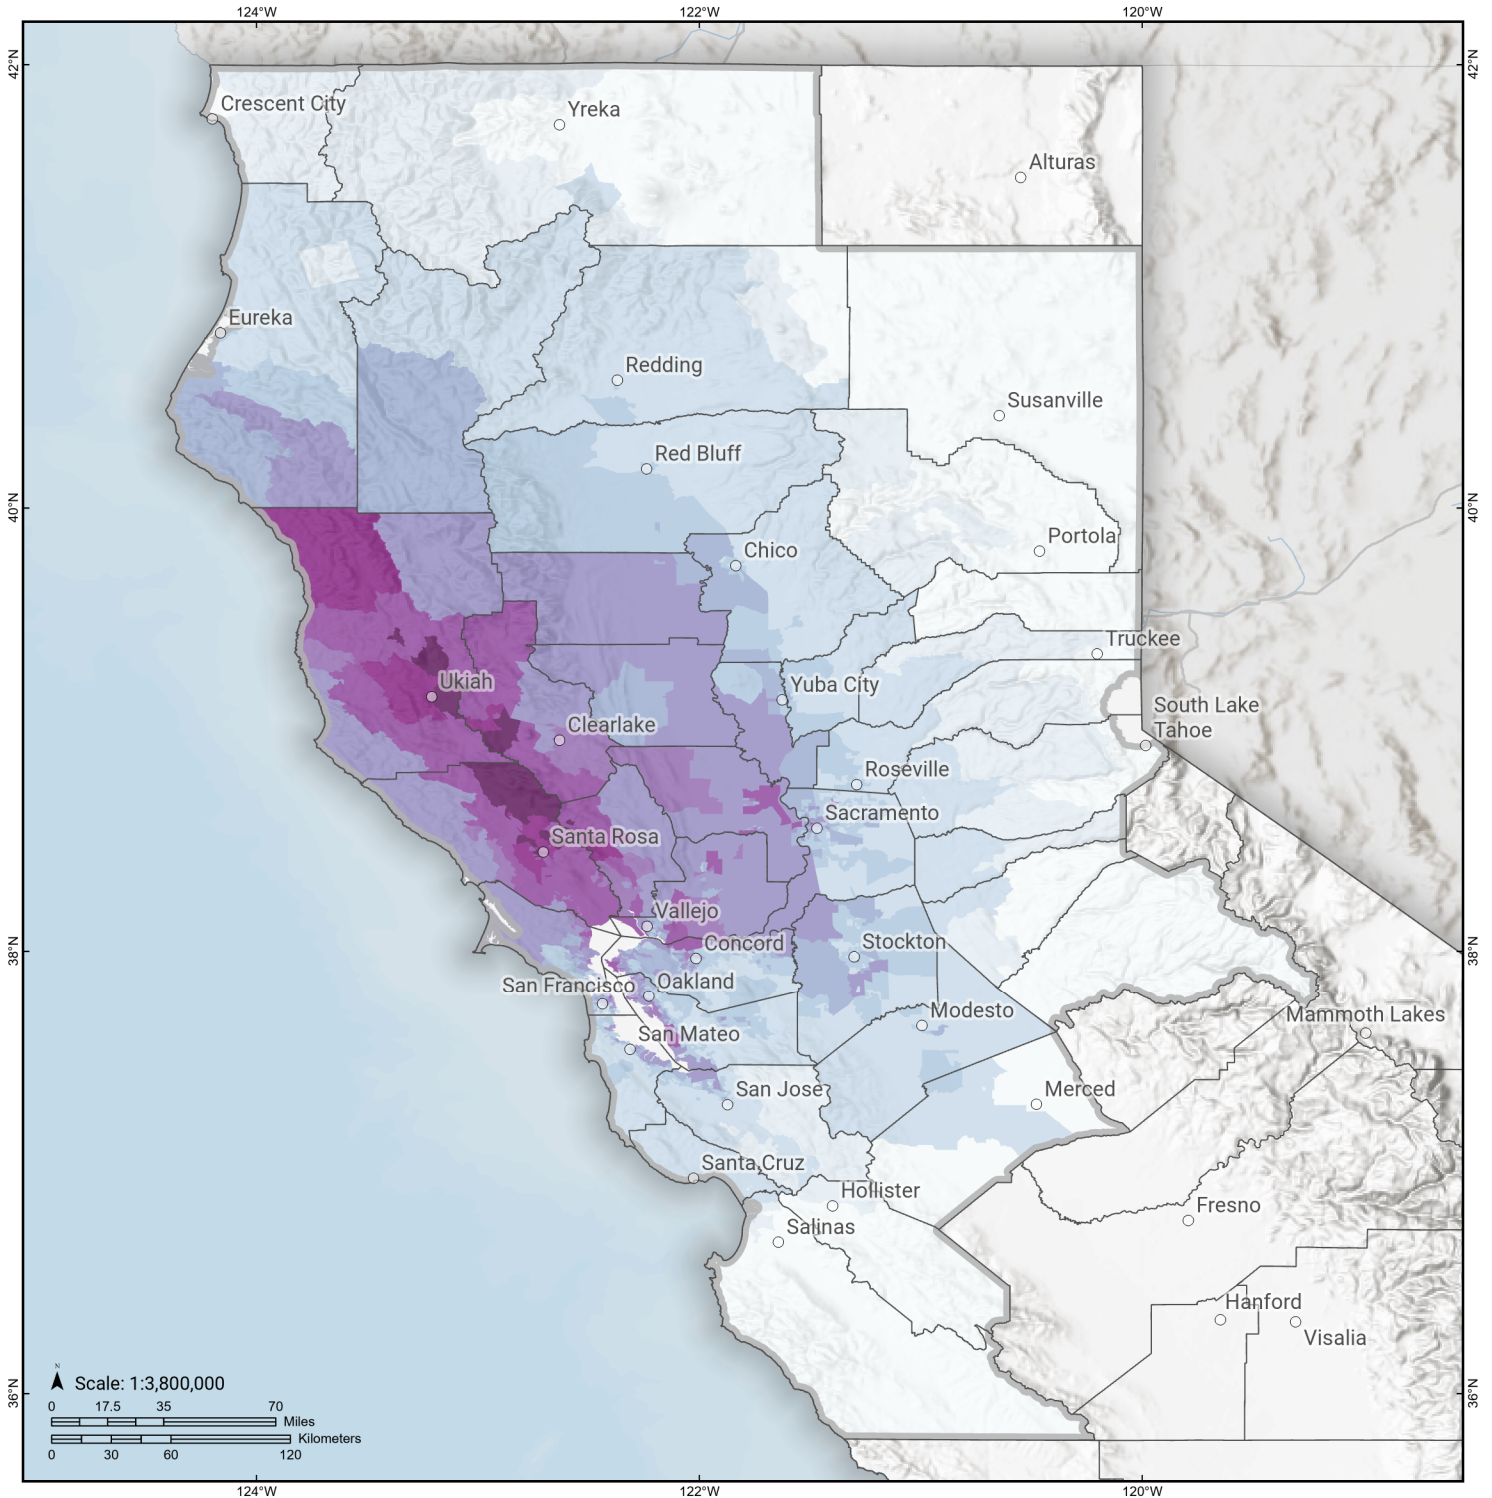 124°W
122°W
120°W
42°N
42°N
Crescent City
Yreka
Alturas
Eureka
Redding
Susanville
Red Bluff
40°N
40°N
Portola
Chico
Truckee
Ukiah
Yuba City
South Lake
Tahoe
Clearlake
Roseville
Sacramento
Santa Rosa
Vallejo
38°N
38°N
Concord
Stockton
San Francisco
Oakland
Modesto
Mammoth Lakes
San Mateo
San Jose
Merced
Santa Cruz
Hollister
Fresno
Salinas
Hanford
Visalia
N
Scale: 1:3,800,000
36°N
36°N
0 17.5 35 70
Miles
Kilometers
0 30 60 120
124°W
122°W
120°W